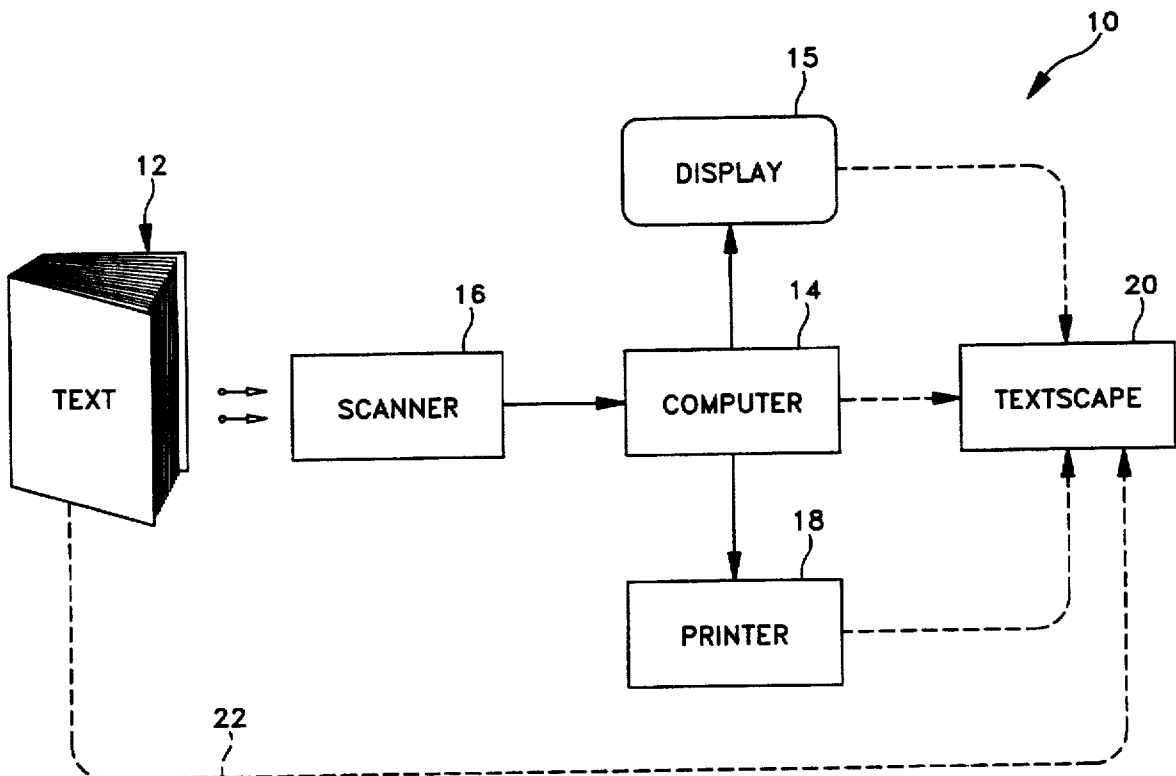 10
15
DISPLAY
12
16
14
20
TEXT
SCANNER
COMPUTER
TEXTSCAPE
18
PRINTER
22